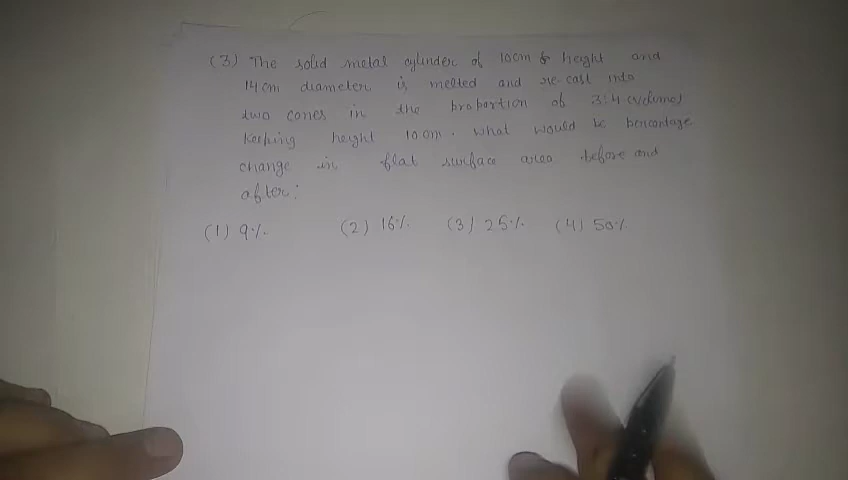 (3) The solid metal cylinder of 10cm height and
14cm diameter is melted and re-cast into
two cones in the proportion of 3:4 (volume)
keeping height 10cm. What would be percentage
change in flat surface area before and
after:
(1) 9% (2) 16% (3) 25% (4) 50%